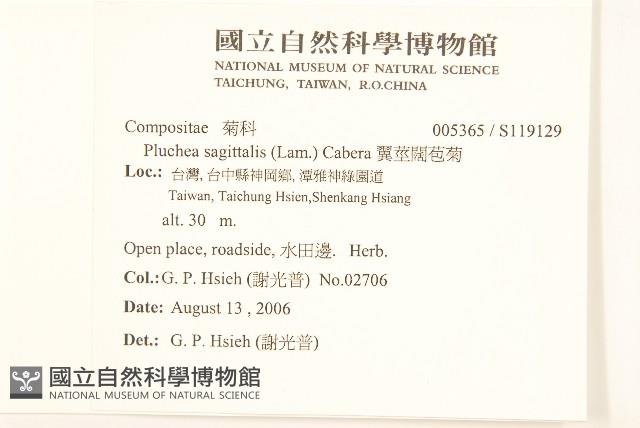 國立自然科學博物館
NATIONAL MUSEUM OF NATURAL SCIENCE
TAICHUNG, TAIWAN, R.O.CHINA
Compositae 菊科 005365 / S119129
Pluchea sagittalis (Lam.) Cabera 翼莖闊苞菊
Loc.: 台灣, 台中縣神岡鄉, 潭雅神綠園道
Taiwan, Taichung Hsien,Shenkang Hsiang
alt. 30 m.
Open place, roadside, 水田邊. Herb.
Col.: G. P. Hsieh (謝光普) No.02706
Date: August 13 , 2006
Det.: G. P. Hsieh (謝光普)
國立自然科學博物館
NATIONAL MUSEUM OF NATURAL SCIENCE